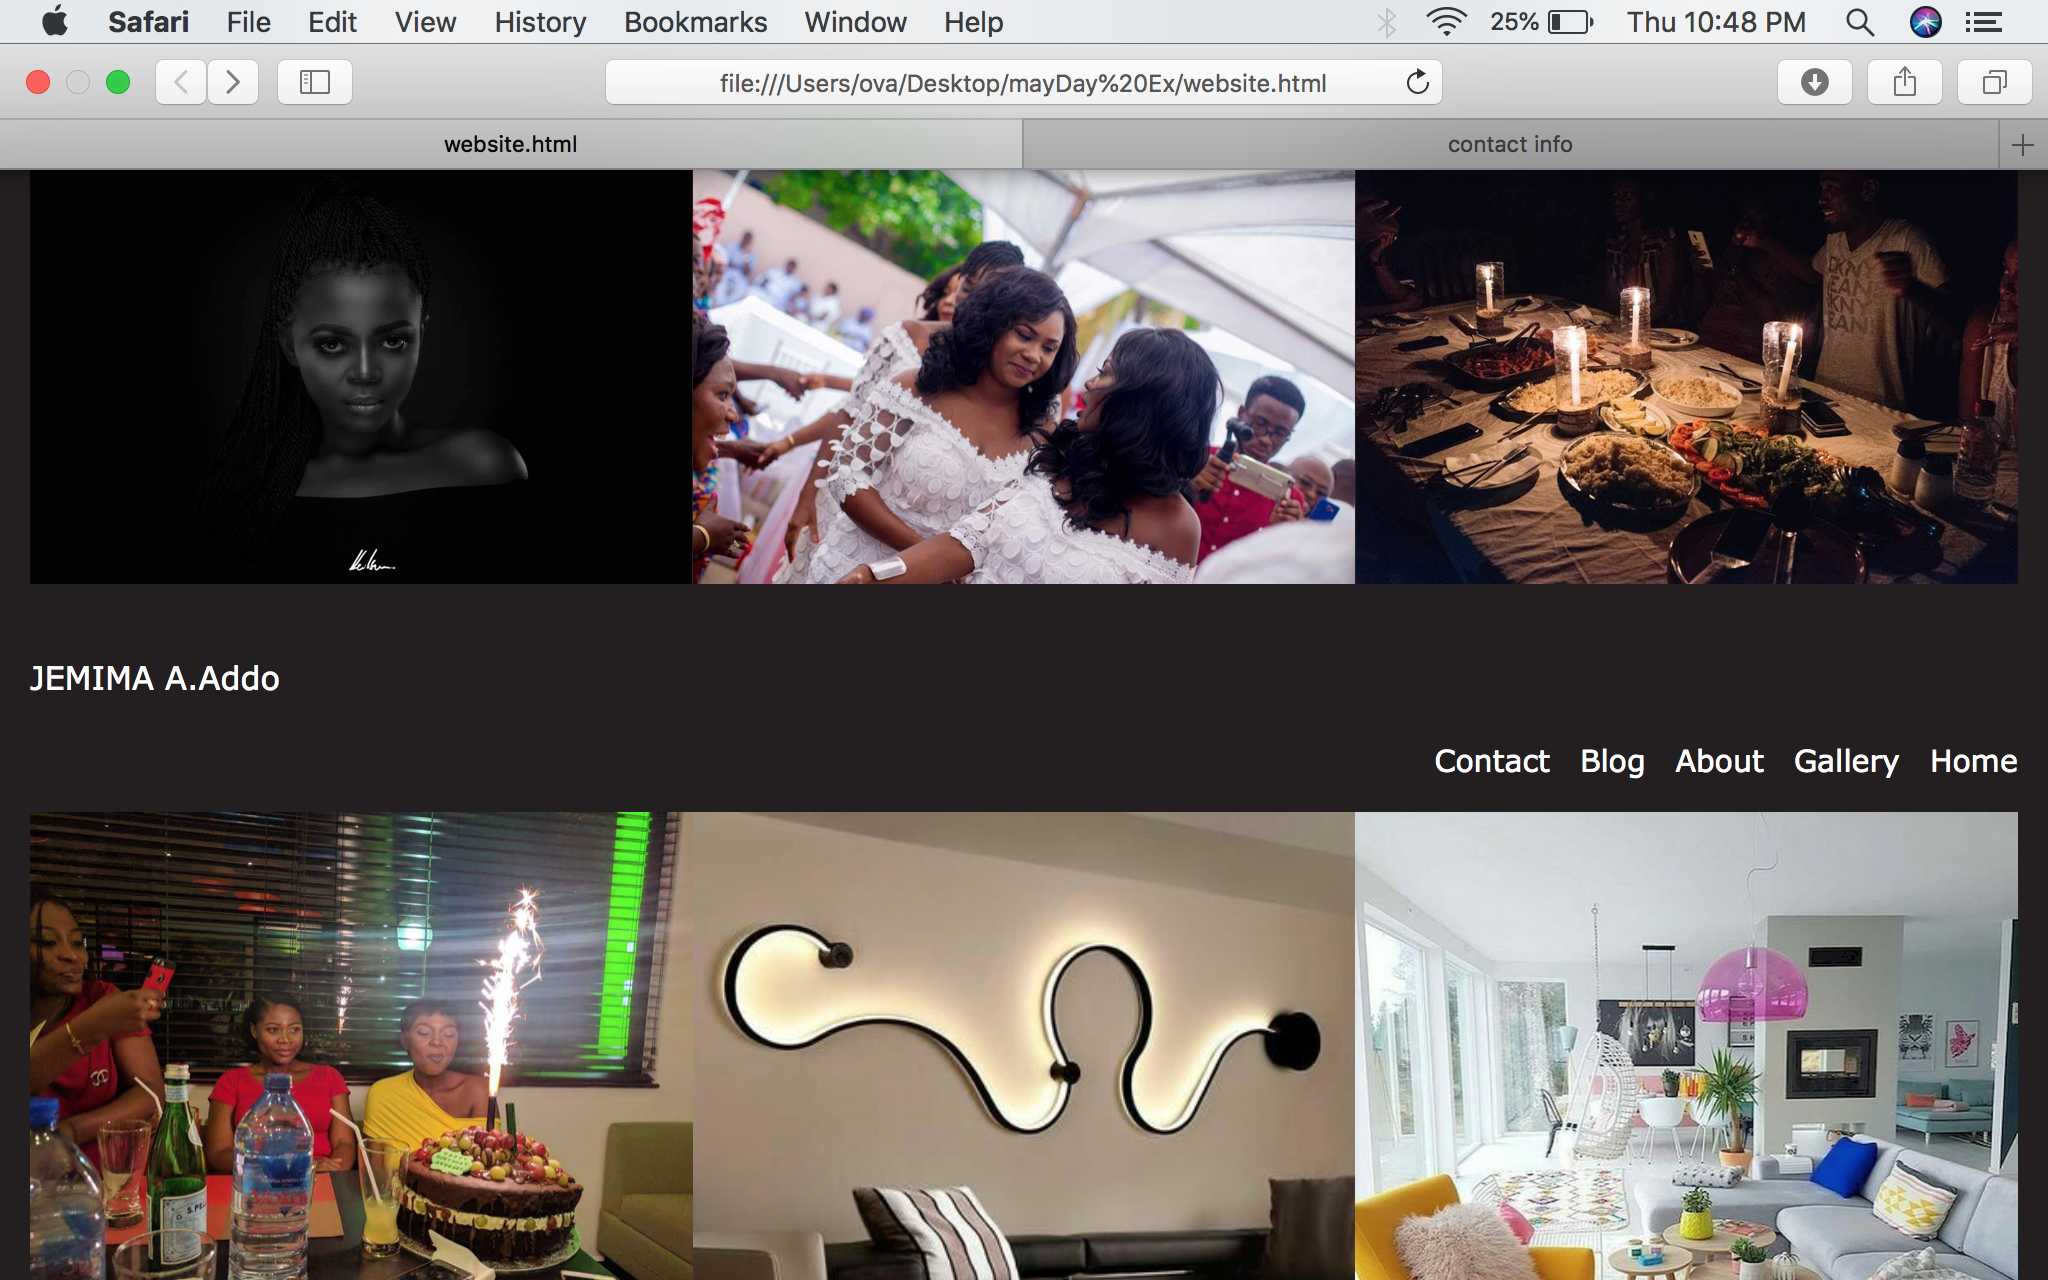 Safari File Edit View History Bookmarks Window Help 25% Thu 10:48 PM
file:///Users/ova/Desktop/mayDay%20Ex/website.html
website.html contact info
DKNY
JEMIMA A.Addo
Contact Blog About Gallery Home